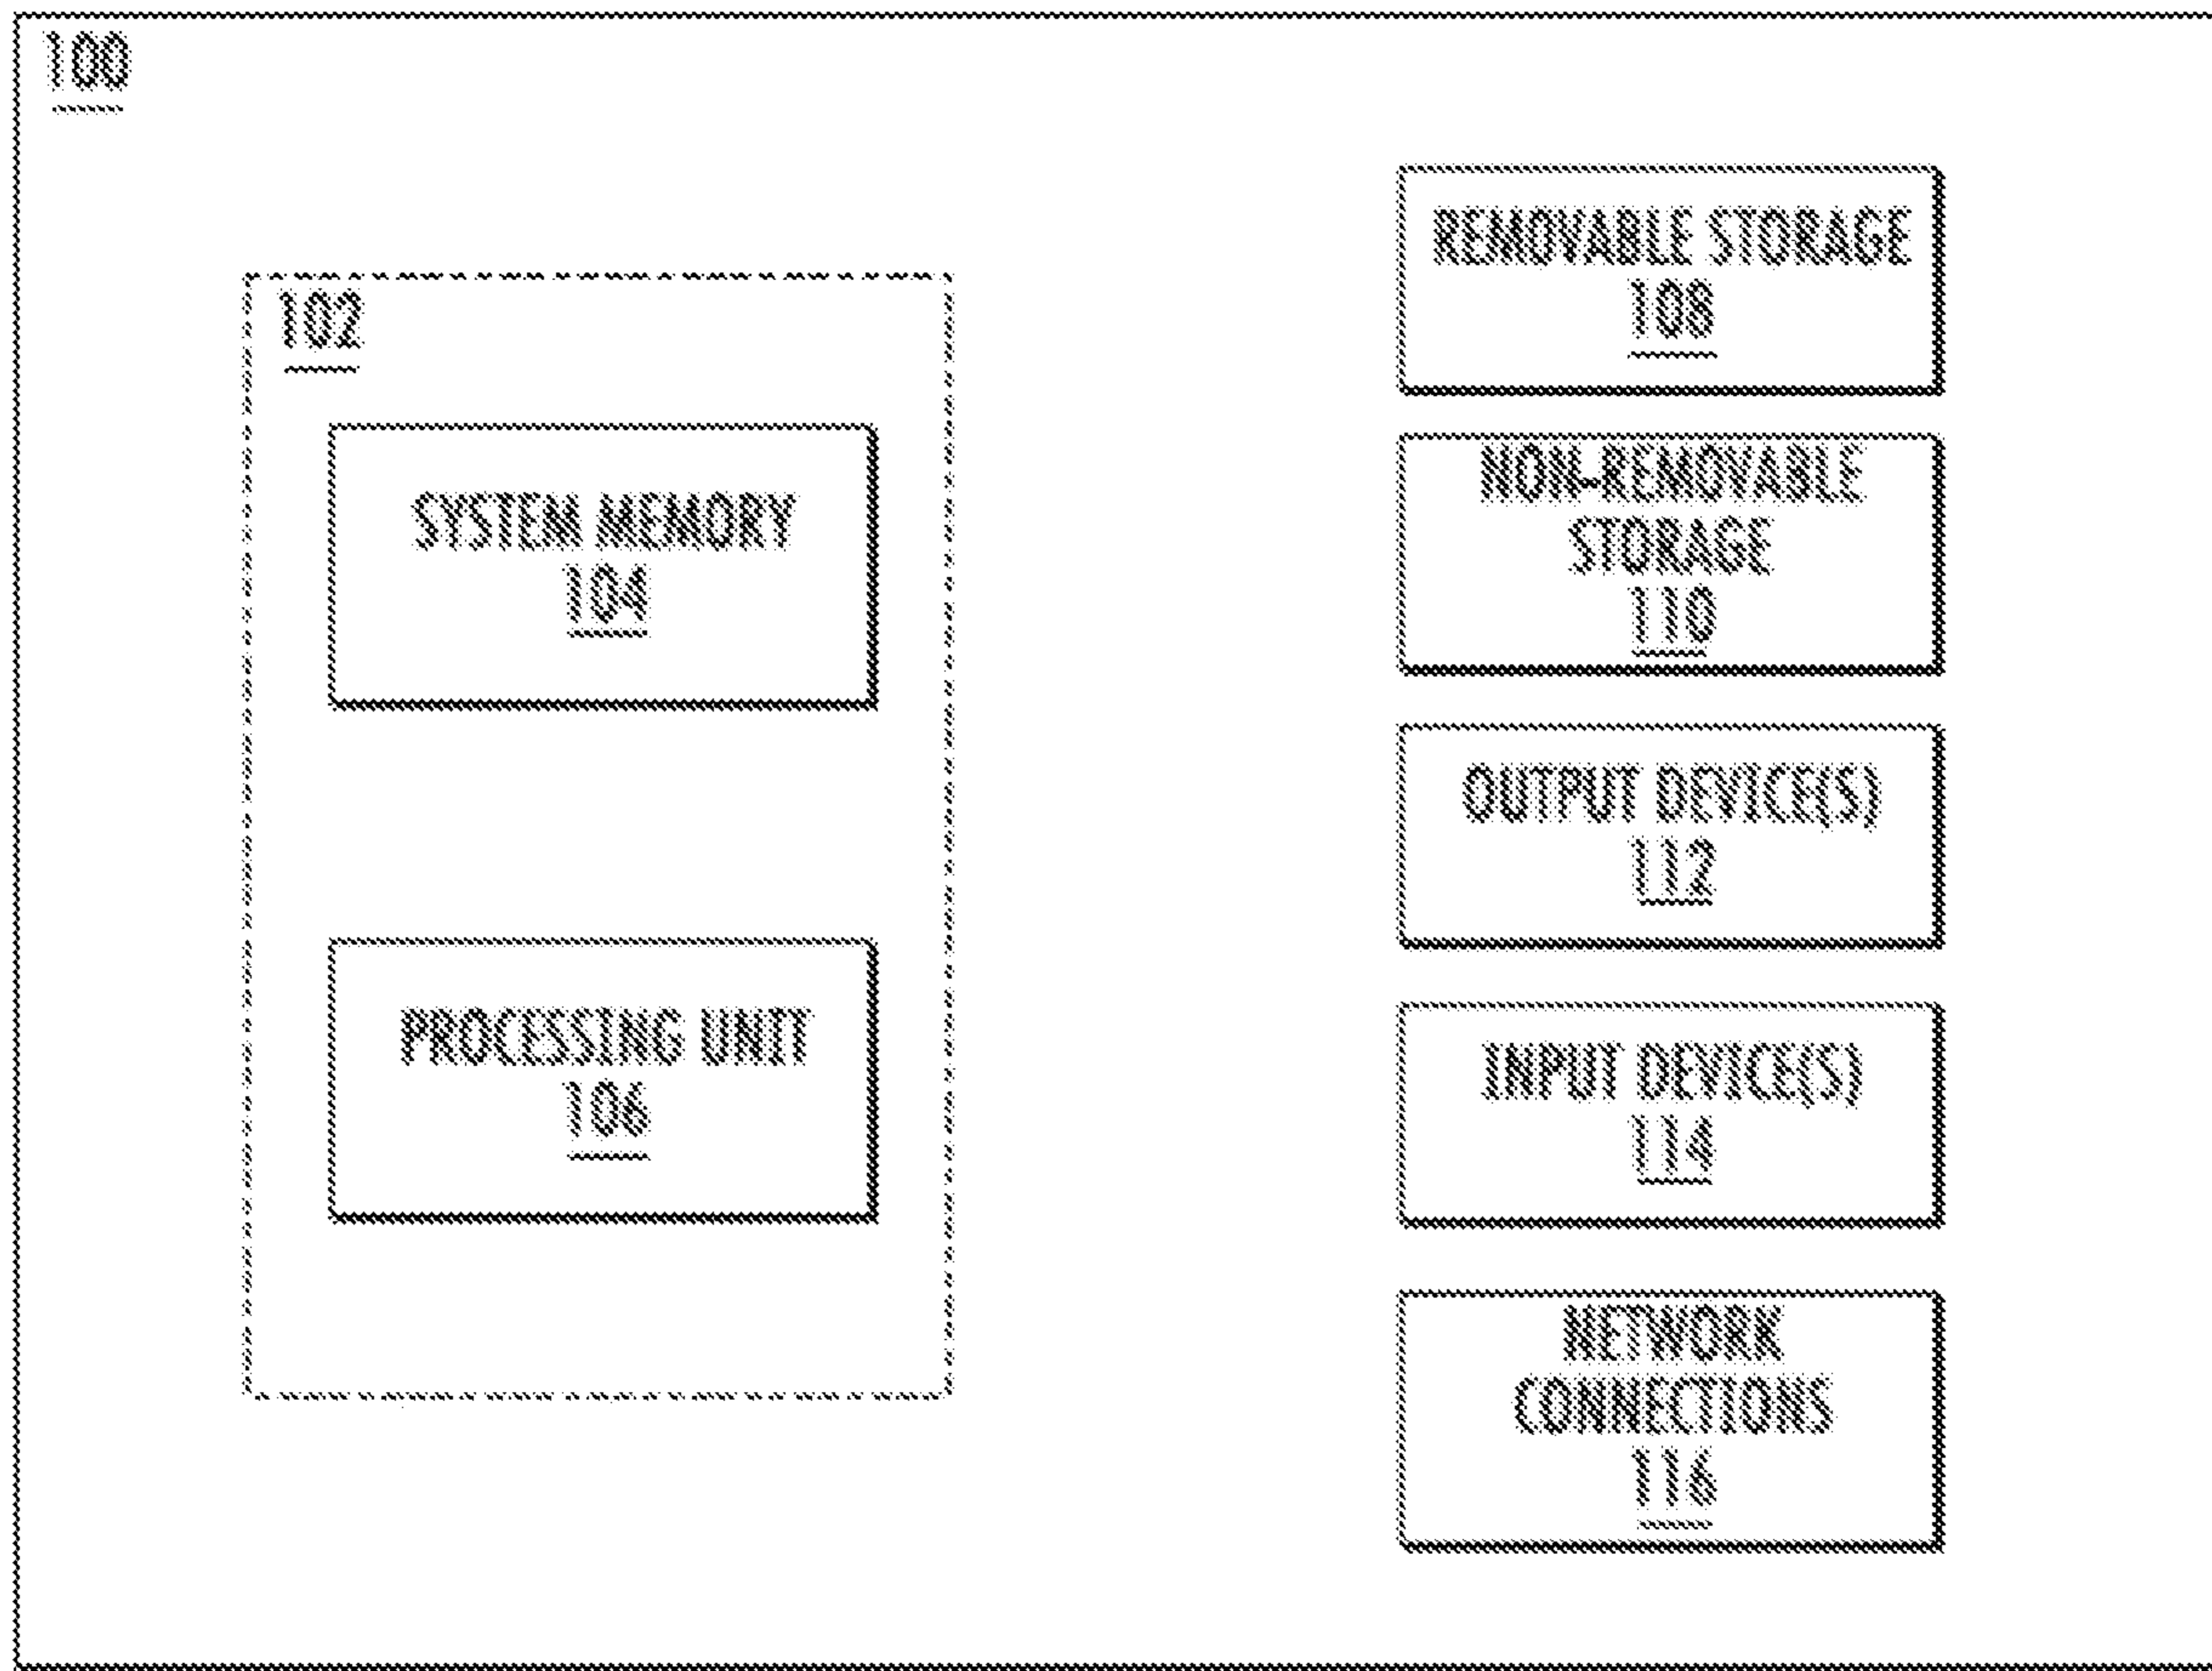 100
102
SYSTEM MEMORY
104
PROCESSING UNIT
106
REMOVABLE STORAGE
108
NON-REMOVABLE
STORAGE
110
OUTPUT DEVICE(S)
112
INPUT DEVICE(S)
114
NETWORK
CONNECTIONS
116